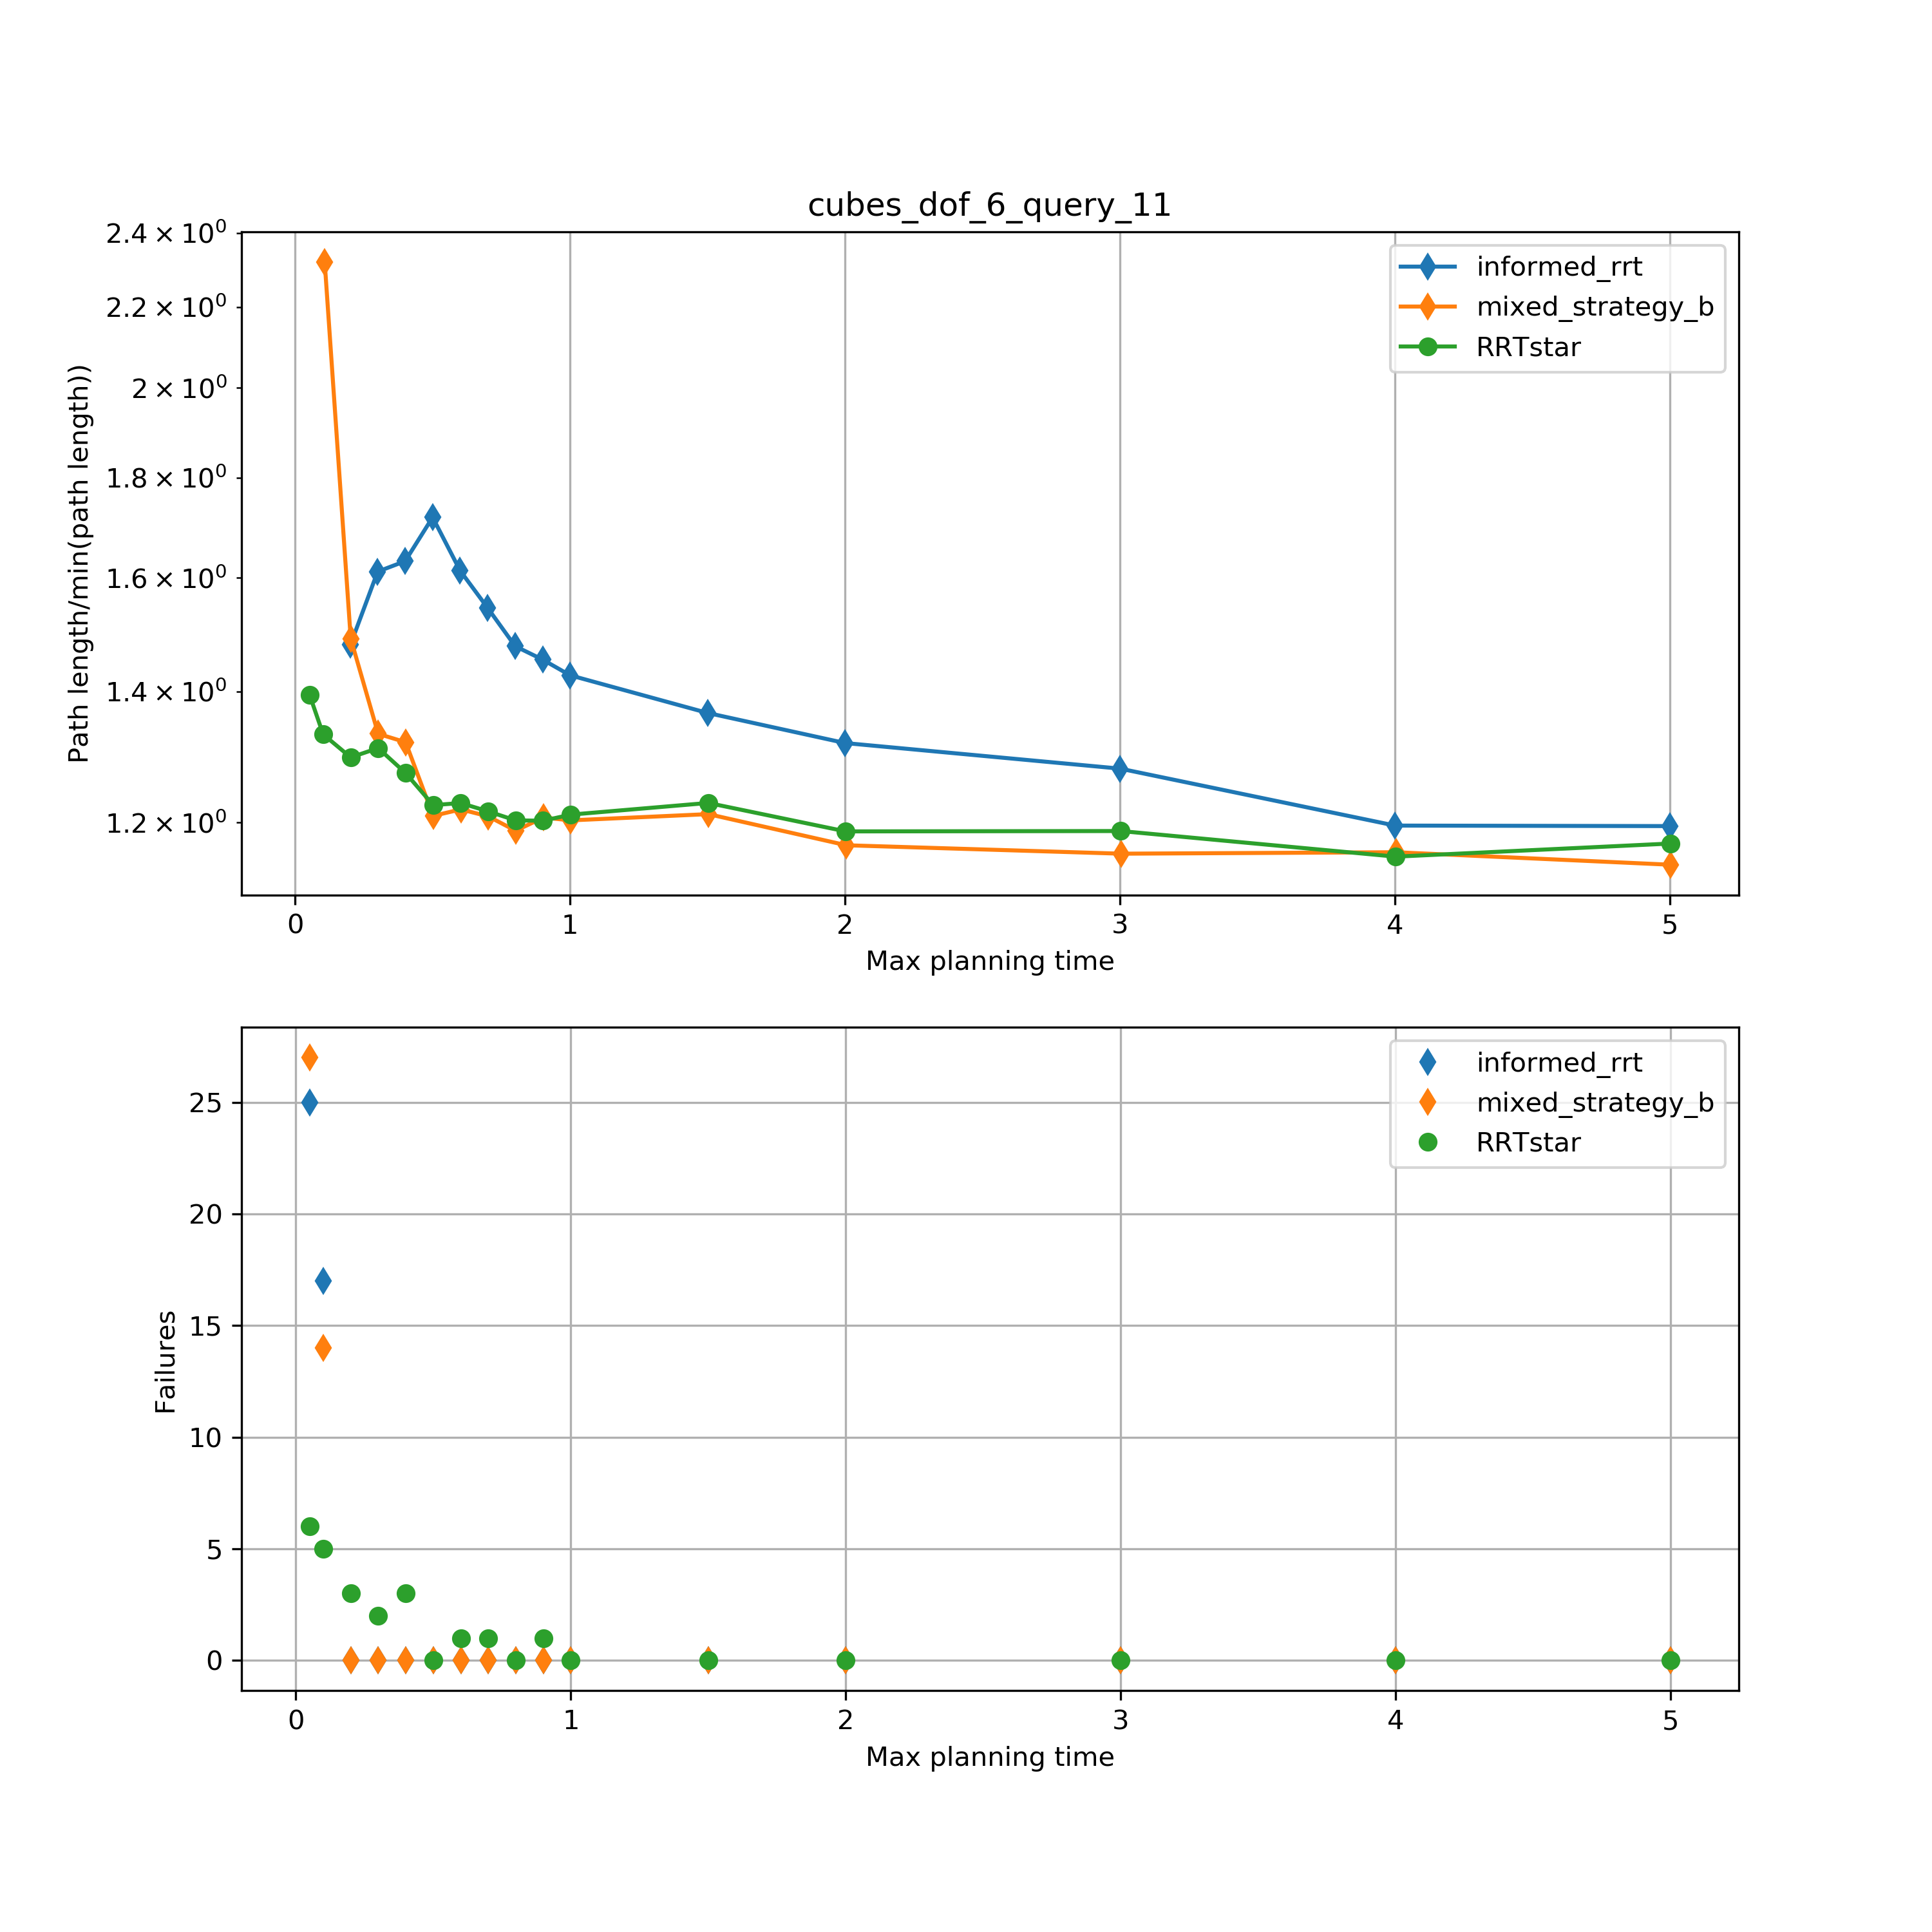 cubes_dof_6_query_11
2.4 × 10⁰
2.2 × 10⁰
2 × 10⁰
1.8 × 10⁰
1.6 × 10⁰
1.4 × 10⁰
1.2 × 10⁰
Path length/min(path length))
informed_rrt
mixed_strategy_b
RRTstar
0 1 2 3 4 5
Max planning time
25
20
15
10
5
0
Failures
informed_rrt
mixed_strategy_b
RRTstar
0 1 2 3 4 5
Max planning time